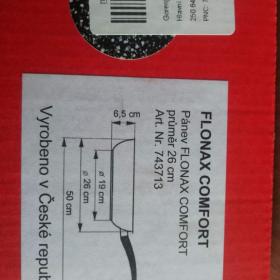 FLONAX COMFORT
Pánev FLONAX COMFORT
průměr 26 cm
Art. Nr. 743713
6,5 cm
ø 19 cm
ø 26 cm
50 cm
Vyrobeno v České repub